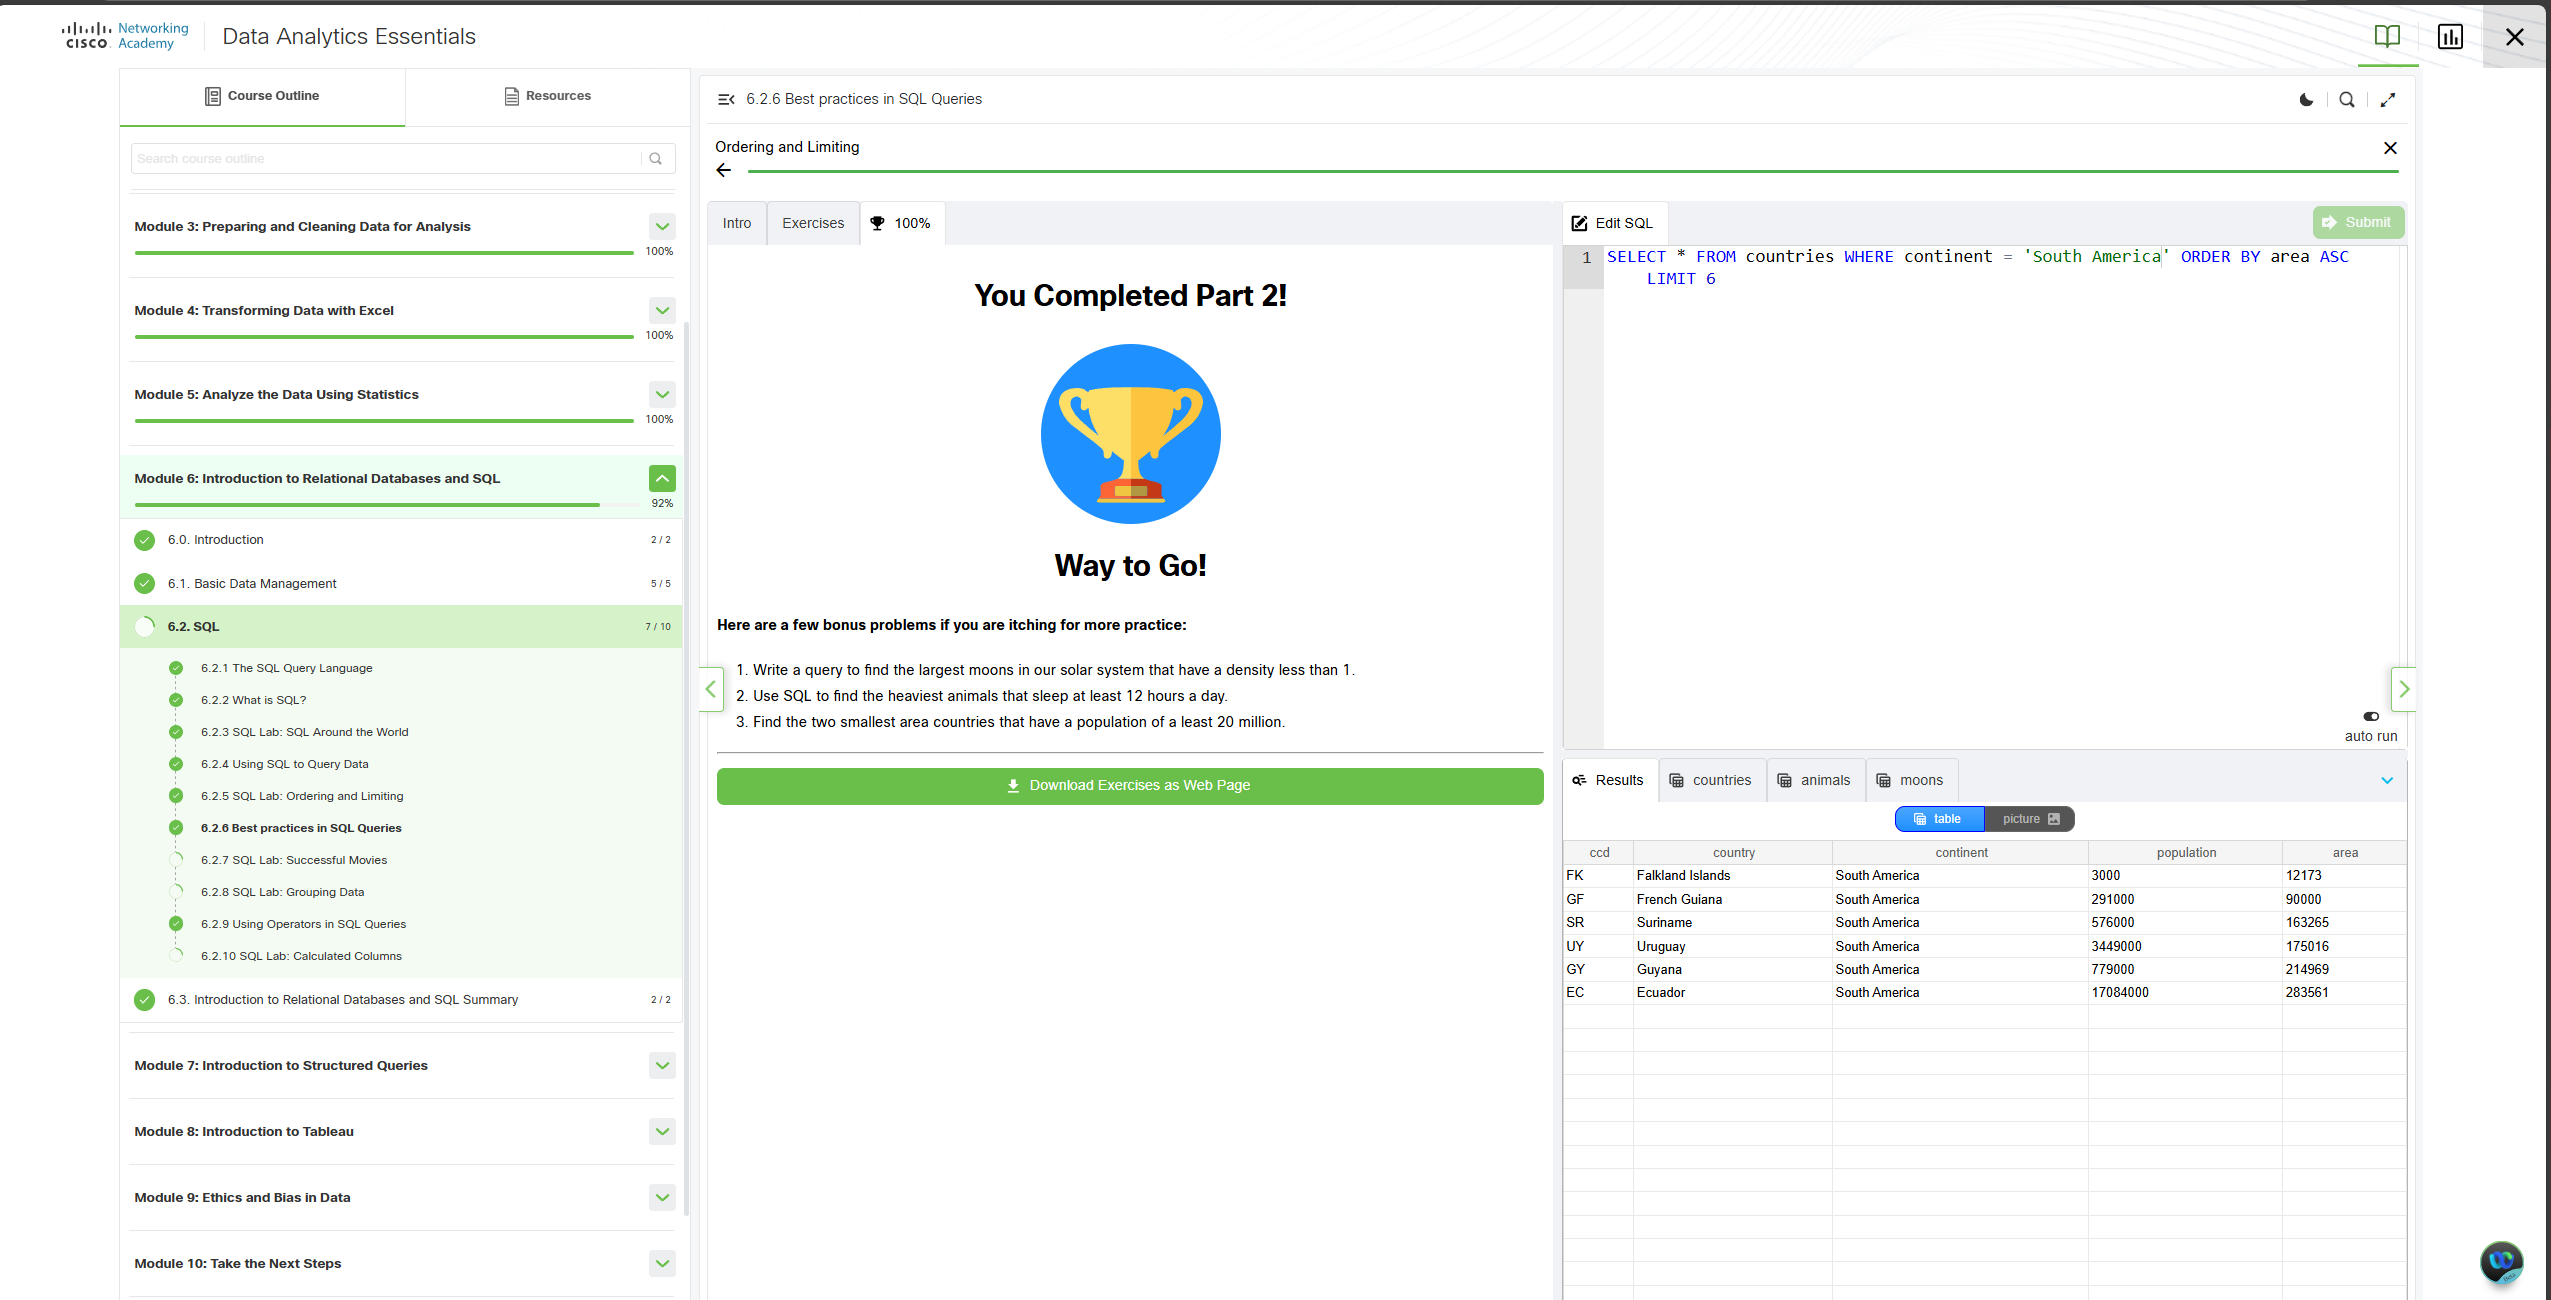 Networking
Academy
CISCO
Data Analytics Essentials
Course Outline
Resources
Search course outline
Module 3: Preparing and Cleaning Data for Analysis
100%
Module 4: Transforming Data with Excel
100%
Module 5: Analyze the Data Using Statistics
100%
Module 6: Introduction to Relational Databases and SQL
92%
6.0. Introduction
2 / 2
6.1. Basic Data Management
5 / 5
6.2. SQL
7 / 10
6.2.1 The SQL Query Language
6.2.2 What is SQL?
6.2.3 SQL Lab: SQL Around the World
6.2.4 Using SQL to Query Data
6.2.5 SQL Lab: Ordering and Limiting
6.2.6 Best practices in SQL Queries
6.2.7 SQL Lab: Successful Movies
6.2.8 SQL Lab: Grouping Data
6.2.9 Using Operators in SQL Queries
6.2.10 SQL Lab: Calculated Columns
6.3. Introduction to Relational Databases and SQL Summary
2 / 2
Module 7: Introduction to Structured Queries
Module 8: Introduction to Tableau
Module 9: Ethics and Bias in Data
Module 10: Take the Next Steps
6.2.6 Best practices in SQL Queries
Ordering and Limiting
Intro
Exercises
100%
You Completed Part 2!
Way to Go!
Here are a few bonus problems if you are itching for more practice:
1. Write a query to find the largest moons in our solar system that have a density less than 1.
2. Use SQL to find the heaviest animals that sleep at least 12 hours a day.
3. Find the two smallest area countries that have a population of a least 20 million.
Download Exercises as Web Page
Edit SQL
Submit
1
SELECT * FROM countries WHERE continent = 'South America' ORDER BY area ASC
LIMIT 6
auto run
Results
countries
animals
moons
table
picture
ccd country continent population area
FK Falkland Islands South America 3000 12173
GF French Guiana South America 291000 90000
SR Suriname South America 576000 163265
UY Uruguay South America 3449000 175016
GY Guyana South America 779000 214969
EC Ecuador South America 17084000 283561
Beta